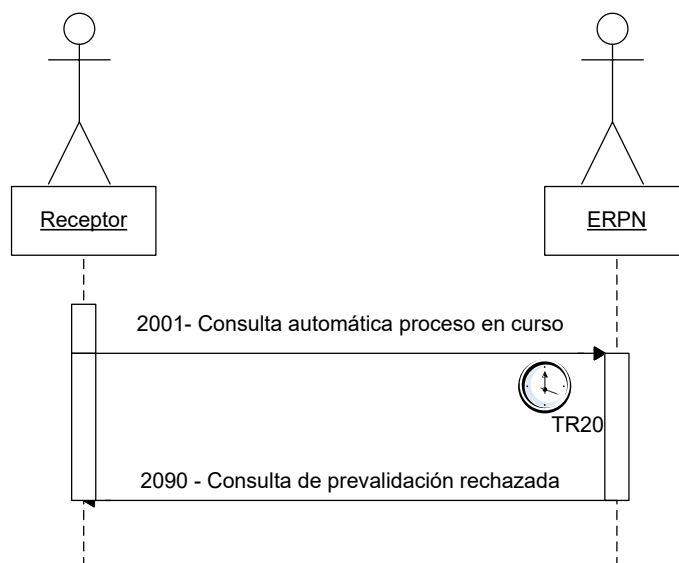 Receptor
ERPN
2001- Consulta automática proceso en curso
TR20
2090 - Consulta de prevalidación rechazada